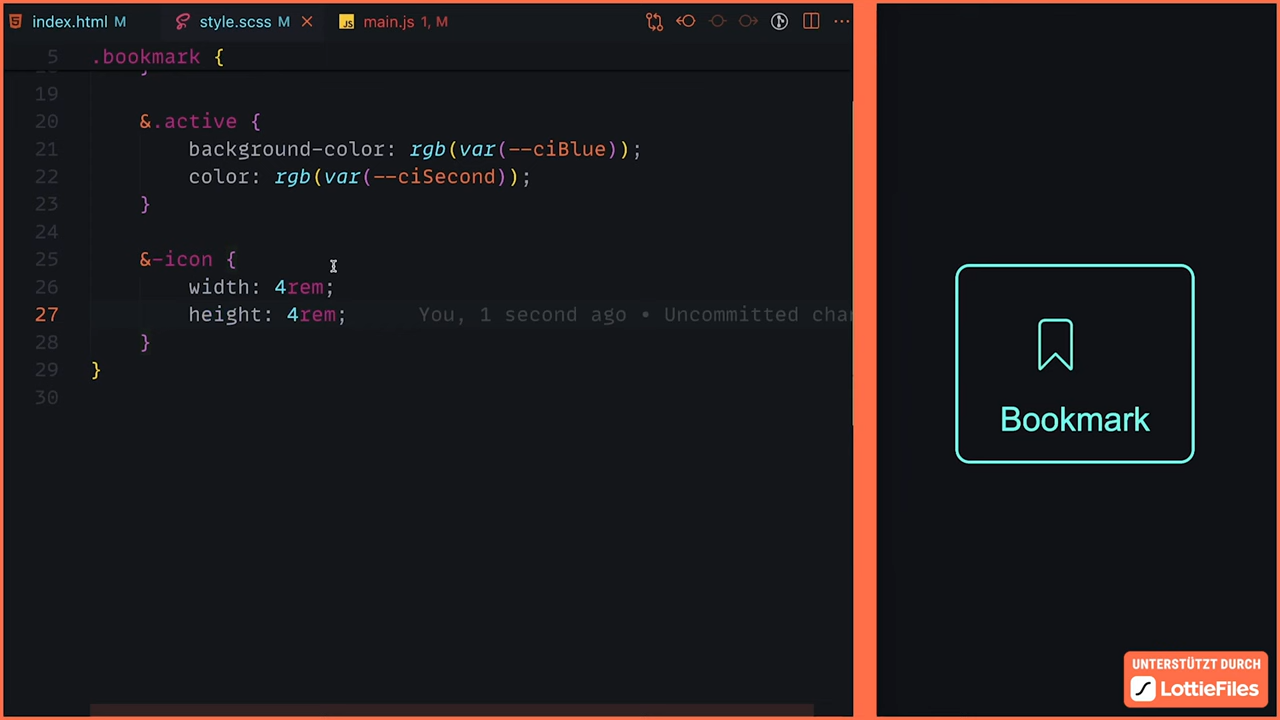 index.html M
style.scss M
JS main.js 1, M
5 .bookmark {
19
20 &.active {
21 background-color: rgb(var(--ciBlue));
22 color: rgb(var(--ciSecond));
23 }
24
25 &-icon {
26 width: 4rem;
27 height: 4rem; You, 1 second ago • Uncommitted
28 }
29 }
30
Bookmark
UNTERSTÜTZT DURCH
LottieFiles